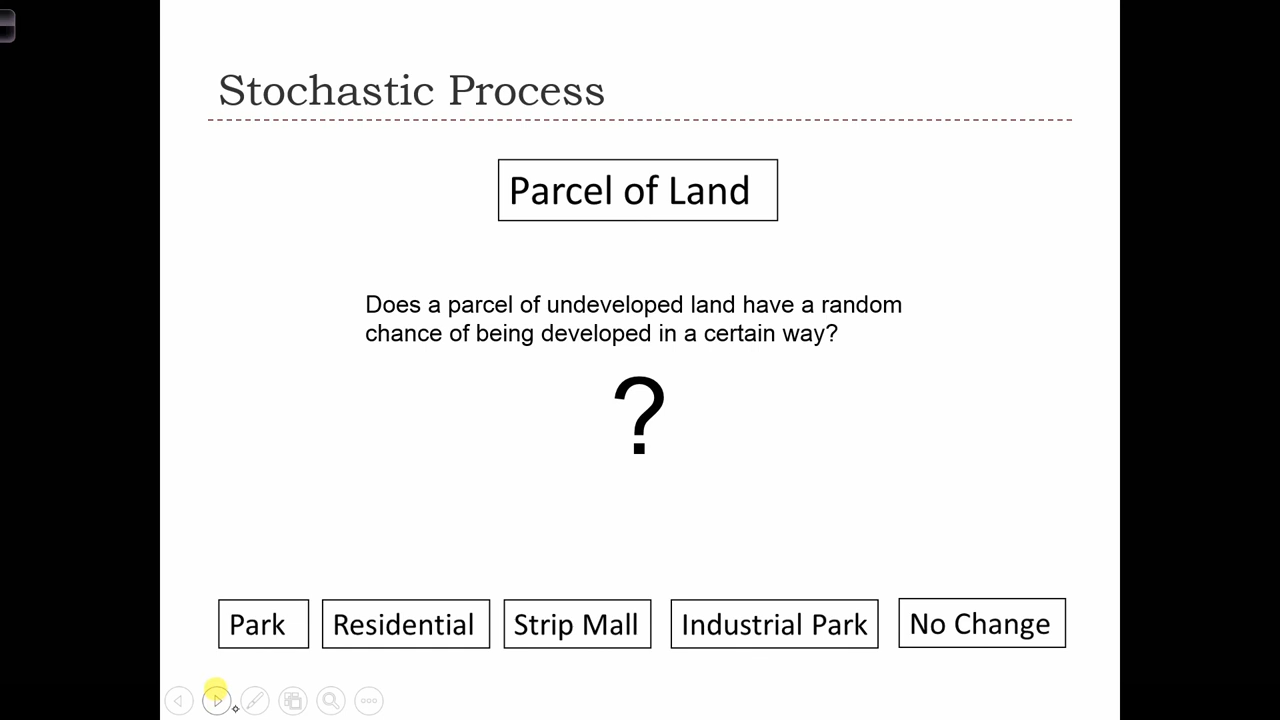 Stochastic Process
Parcel of Land
Does a parcel of undeveloped land have a random
chance of being developed in a certain way?
?
Park
Residential
Strip Mall
Industrial Park
No Change